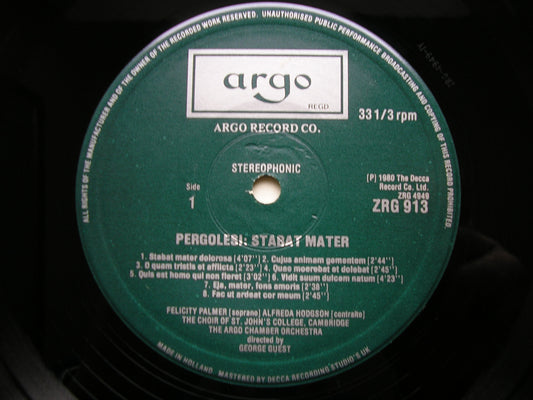 ALL RIGHTS OF THE MANUFACTURER AND OF THE OWNER OF THE RECORDED WORK RESERVED. UNAUTHORISED PUBLIC PERFORMANCE BROADCASTING AND COPYING OF THIS RECORD PROHIBITED.
argo
REGD
ARGO RECORD CO.
33 1/3 rpm
STEREOPHONIC
Side
1
[P] 1980 The Decca
Record Co. Ltd.
ZRG 4949
ZRG 913
PERGOLESI: STABAT MATER
1. Stabat mater dolorosa [4'07''] 2. Cujus animam gementem [2'44'']
3. O quam tristis et afflicta [2'23''] 4. Quae moerebat et dolebat [2'45'']
5. Quis est homo qui non fleret [3'02''] 6. Vidit suum dulcem natum [4'23'']
7. Eja, mater, fons amoris [2'38'']
8. Fac ut ardeat cor meum [2'45'']
FELICITY PALMER [soprano] ALFREDA HODGSON [contralto]
THE CHOIR OF ST. JOHN'S COLLEGE, CAMBRIDGE
THE ARGO CHAMBER ORCHESTRA
directed by
GEORGE GUEST
MADE IN HOLLAND. MASTERED BY DECCA RECORDING STUDIO'S UK